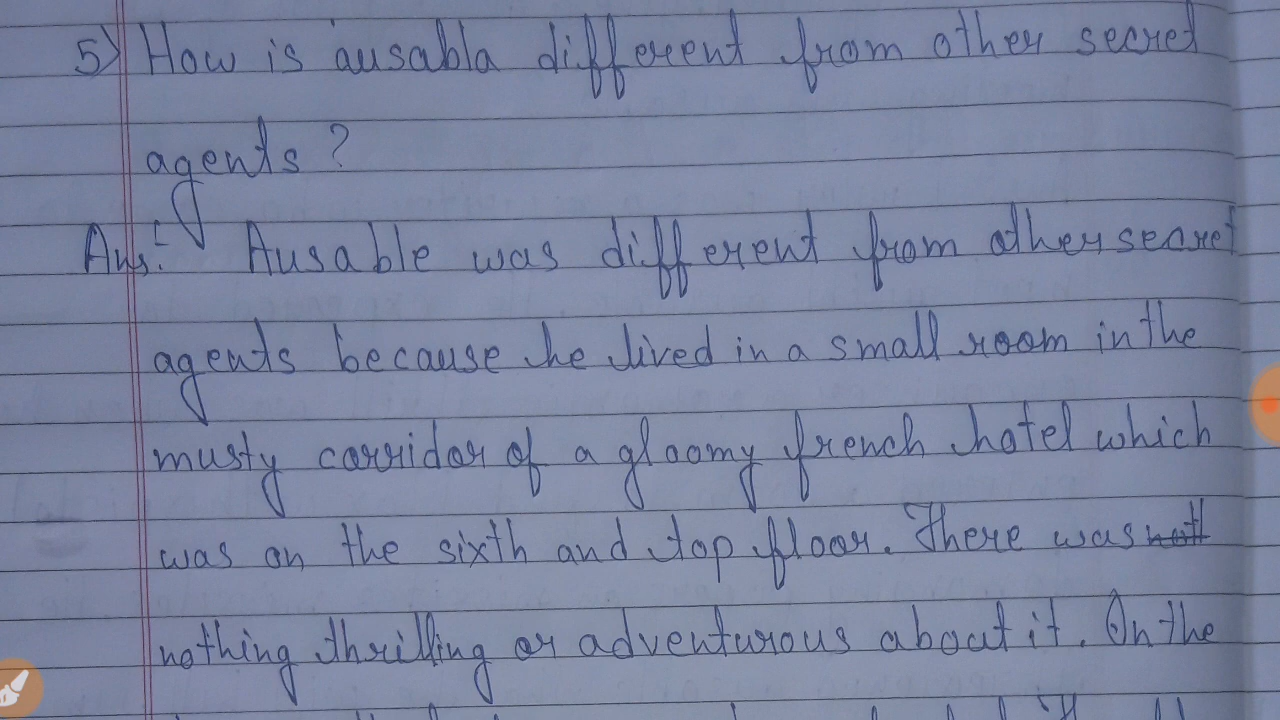 5) How is ausabla different from other secret
agents ?
Ans:- Ausable was different from other secret
agents because he lived in a small room in the
musty corridor of a gloomy french hotel which
was on the sixth and top floor. There was nott
nothing thrilling or adventurous about it. On the